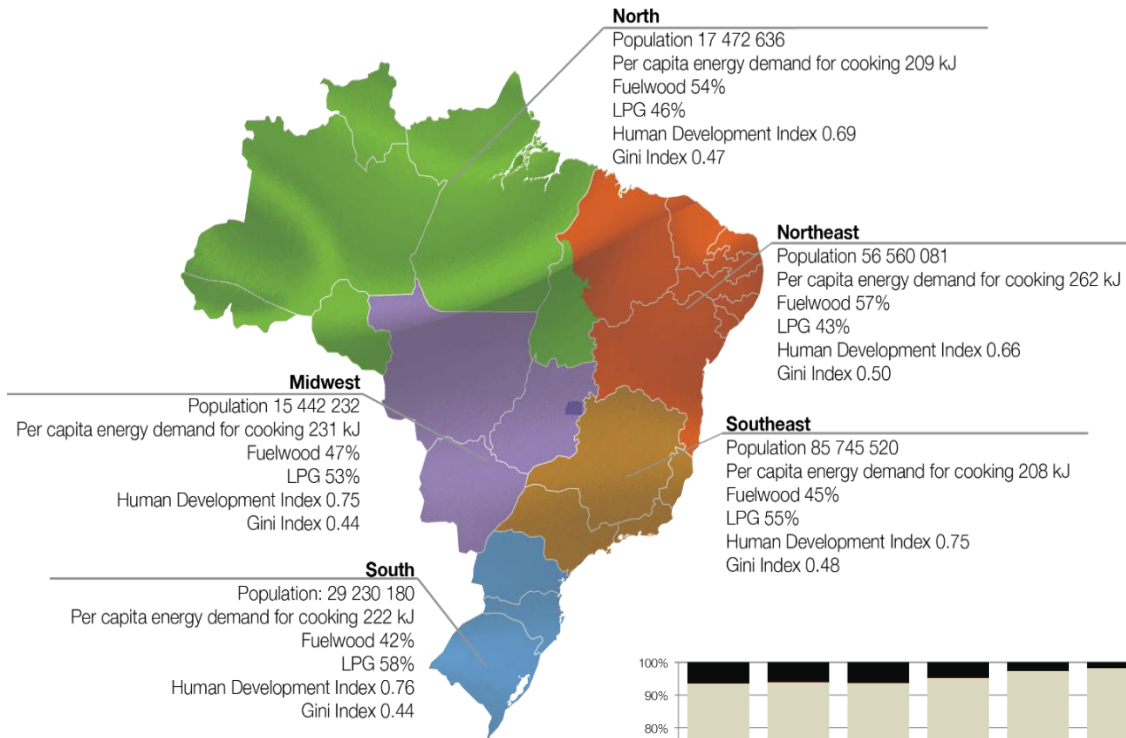 North
Population 17 472 636
Per capita energy demand for cooking 209 kJ
Fuelwood 54%
LPG 46%
Human Development Index 0.69
Gini Index 0.47
Northeast
Population 56 560 081
Per capita energy demand for cooking 262 kJ
Fuelwood 57%
LPG 43%
Human Development Index 0.66
Gini Index 0.50
Midwest
Population 15 442 232
Per capita energy demand for cooking 231 kJ
Fuelwood 47%
LPG 53%
Human Development Index 0.75
Gini Index 0.44
Southeast
Population 85 745 520
Per capita energy demand for cooking 208 kJ
Fuelwood 45%
LPG 55%
Human Development Index 0.75
Gini Index 0.48
South
Population: 29 230 180
Per capita energy demand for cooking 222 kJ
Fuelwood 42%
LPG 58%
Human Development Index 0.76
Gini Index 0.44
100%
90%
80%